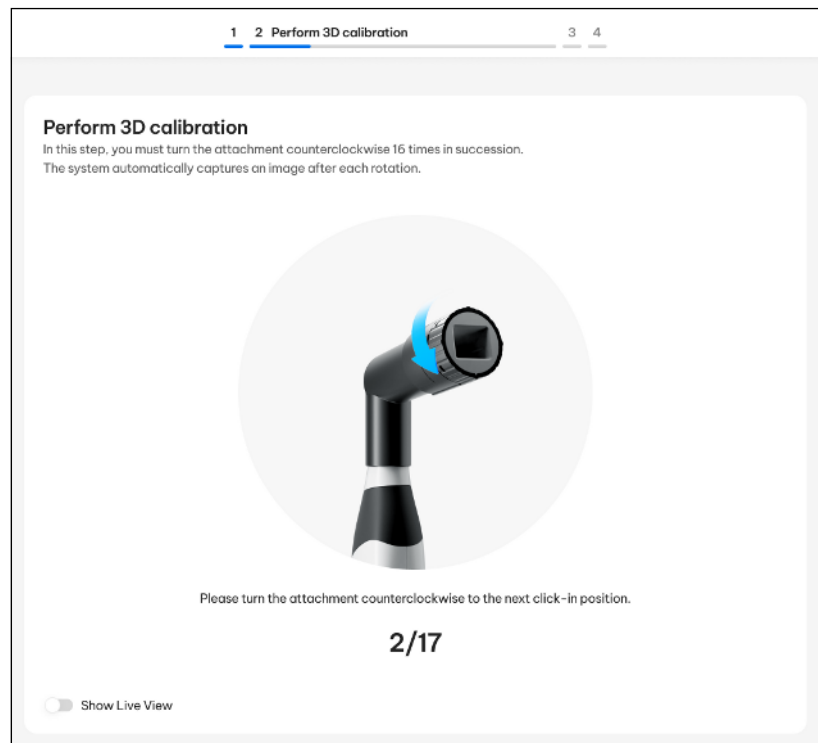 1 2 Perform 3D calibration 3 4
Perform 3D calibration
In this step, you must turn the attachment counterclockwise 16 times in succession.
The system automatically captures an image after each rotation.
Please turn the attachment counterclockwise to the next click-in position.
2/17
Show Live View